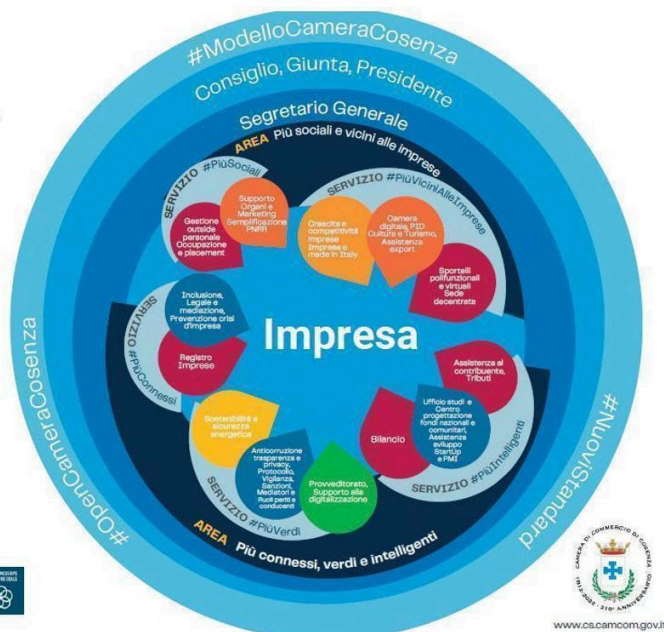 #ModelloCameraCosenza
Consiglio, Giunta, Presidente
Segretario Generale
AREA Più sociali e vicini alle imprese
SERVIZIO #PiùSociali
Gestione
outside
personale
Occupazione
e placement
Supporto
Organi e
Marketing
Semplificazione
PNRR
SERVIZIO #PiùViciniAlleImprese
Crescita e
competitività
Imprese
Imprese e
made in Italy
Camera
digitale, PID
Cultura e Turismo,
Assistenza
export
Sportelli
polifunzionali
e virtuali
Sede
decentrata
SERVIZIO
#PiùConnessi
Inclusione,
Legale e
mediazione,
Prevenzione crisi
d'impresa
Registro
Imprese
Impresa
Assistenza al
contribuente,
Tributi
Ufficio studi e
Centro
progettazione
fondi nazionali e
comunitari,
Assistenza
sviluppo
StartUp
e PMI
Bilancio
SERVIZIO #PiùIntelligenti
Sostenibilità e
sicurezza
energetica
Anticorruzione
trasparenza e
privacy,
Protocollo,
Vigilanza,
Sanzioni,
Mediatori e
Ruoli periti e
conducenti
Provveditorato,
Supporto alla
digitalizzazione
SERVIZIO #PiùVerdi
AREA Più connessi, verdi e intelligenti
#OpenCameraCosenza
#NuoviStandard
CAMERA DI COMMERCIO DI COSENZA
www.cs.camcom.gov.it